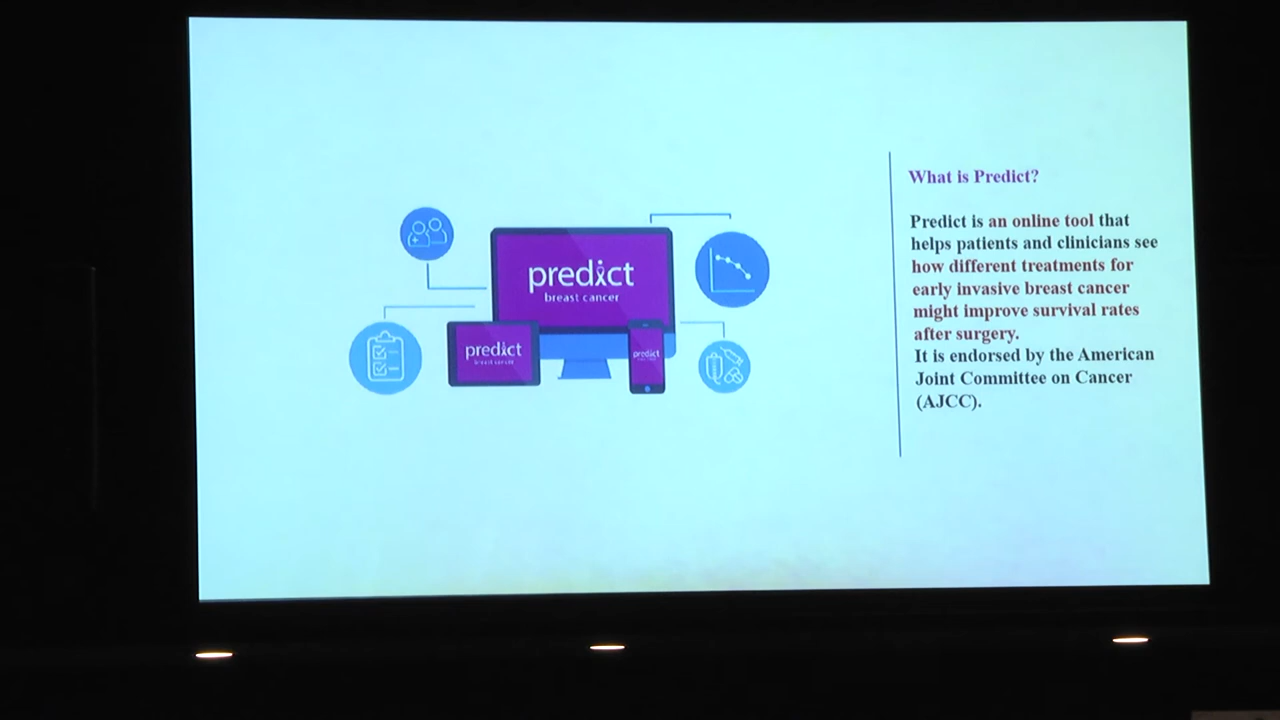 predict
breast cancer
predict
breast cancer
predict
What is Predict?
Predict is an online tool that
helps patients and clinicians see
how different treatments for
early invasive breast cancer
might improve survival rates
after surgery.
It is endorsed by the American
Joint Committee on Cancer
(AJCC).